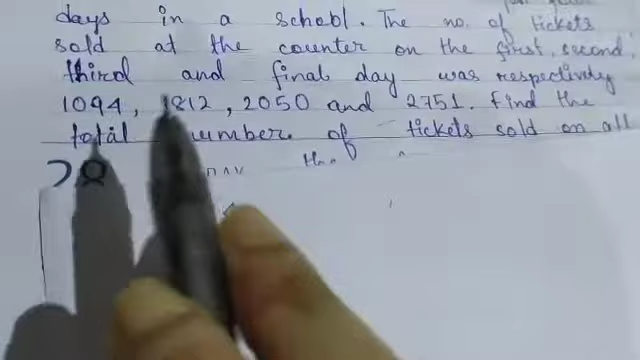 days in a school. The no. of tickets
sold at the counter on the first, second,
third and final day was respectively
1094, 1812, 2050 and 2751. Find the
total number of tickets sold on all